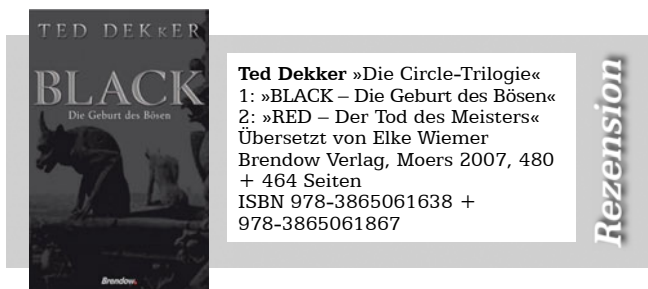 TED DEKKER
BLACK
Die Geburt des Bösen
Brendow.
Ted Dekker »Die Circle-Trilogie«
1: »BLACK – Die Geburt des Bösen«
2: »RED – Der Tod des Meisters«
Übersetzt von Elke Wiemer
Brendow Verlag, Moers 2007, 480
+ 464 Seiten
ISBN 978-3865061638 +
978-3865061867
Rezension